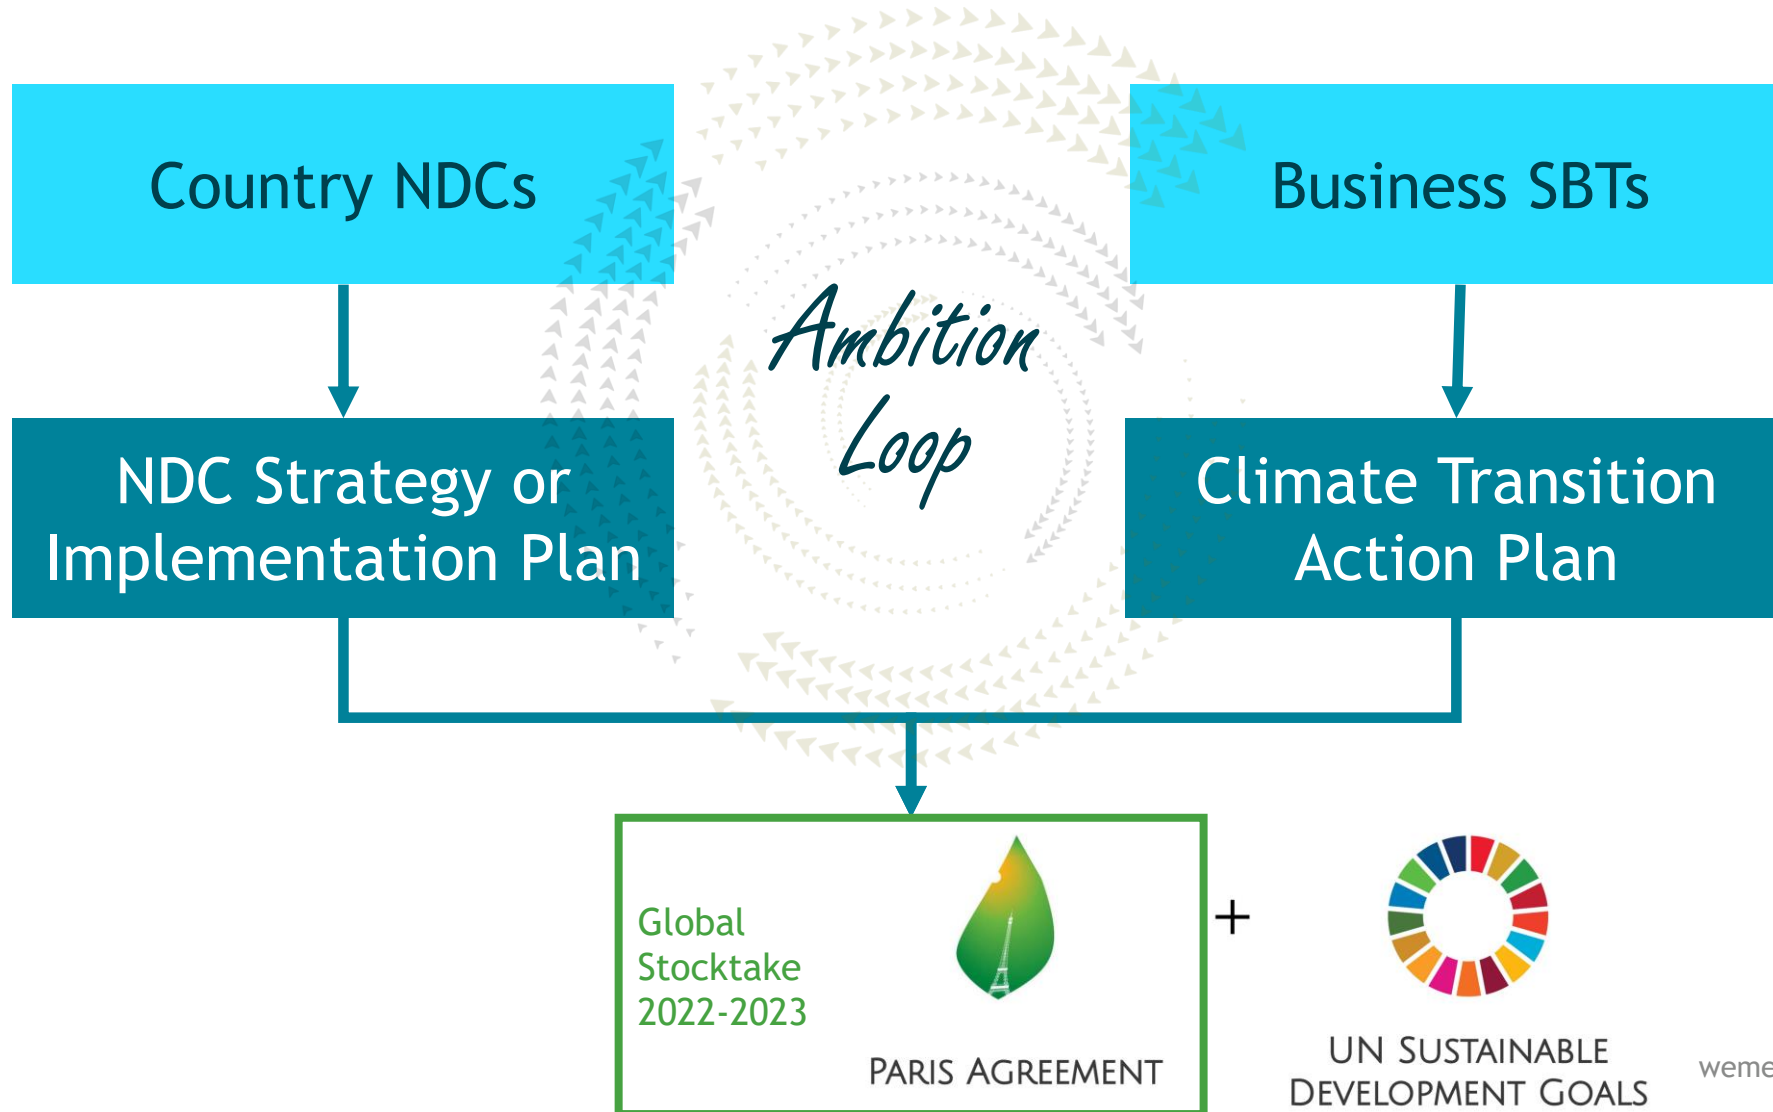 Country NDCs
Business SBTs
Ambition
Loop
NDC Strategy or
Implementation Plan
Climate Transition
Action Plan
Global
Stocktake
2022-2023
PARIS AGREEMENT
+
UN SUSTAINABLE
DEVELOPMENT GOALS
weme